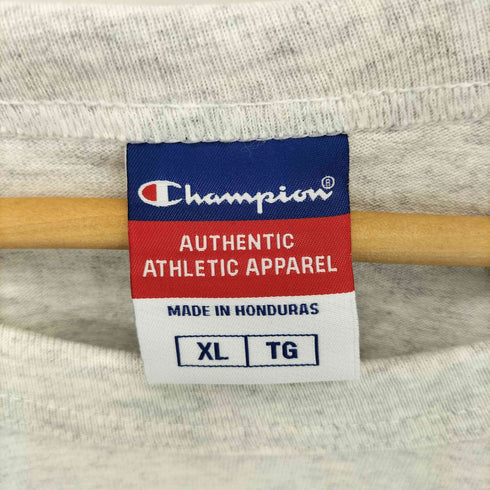 Champion®
AUTHENTIC
ATHLETIC APPAREL
MADE IN HONDURAS
XL TG